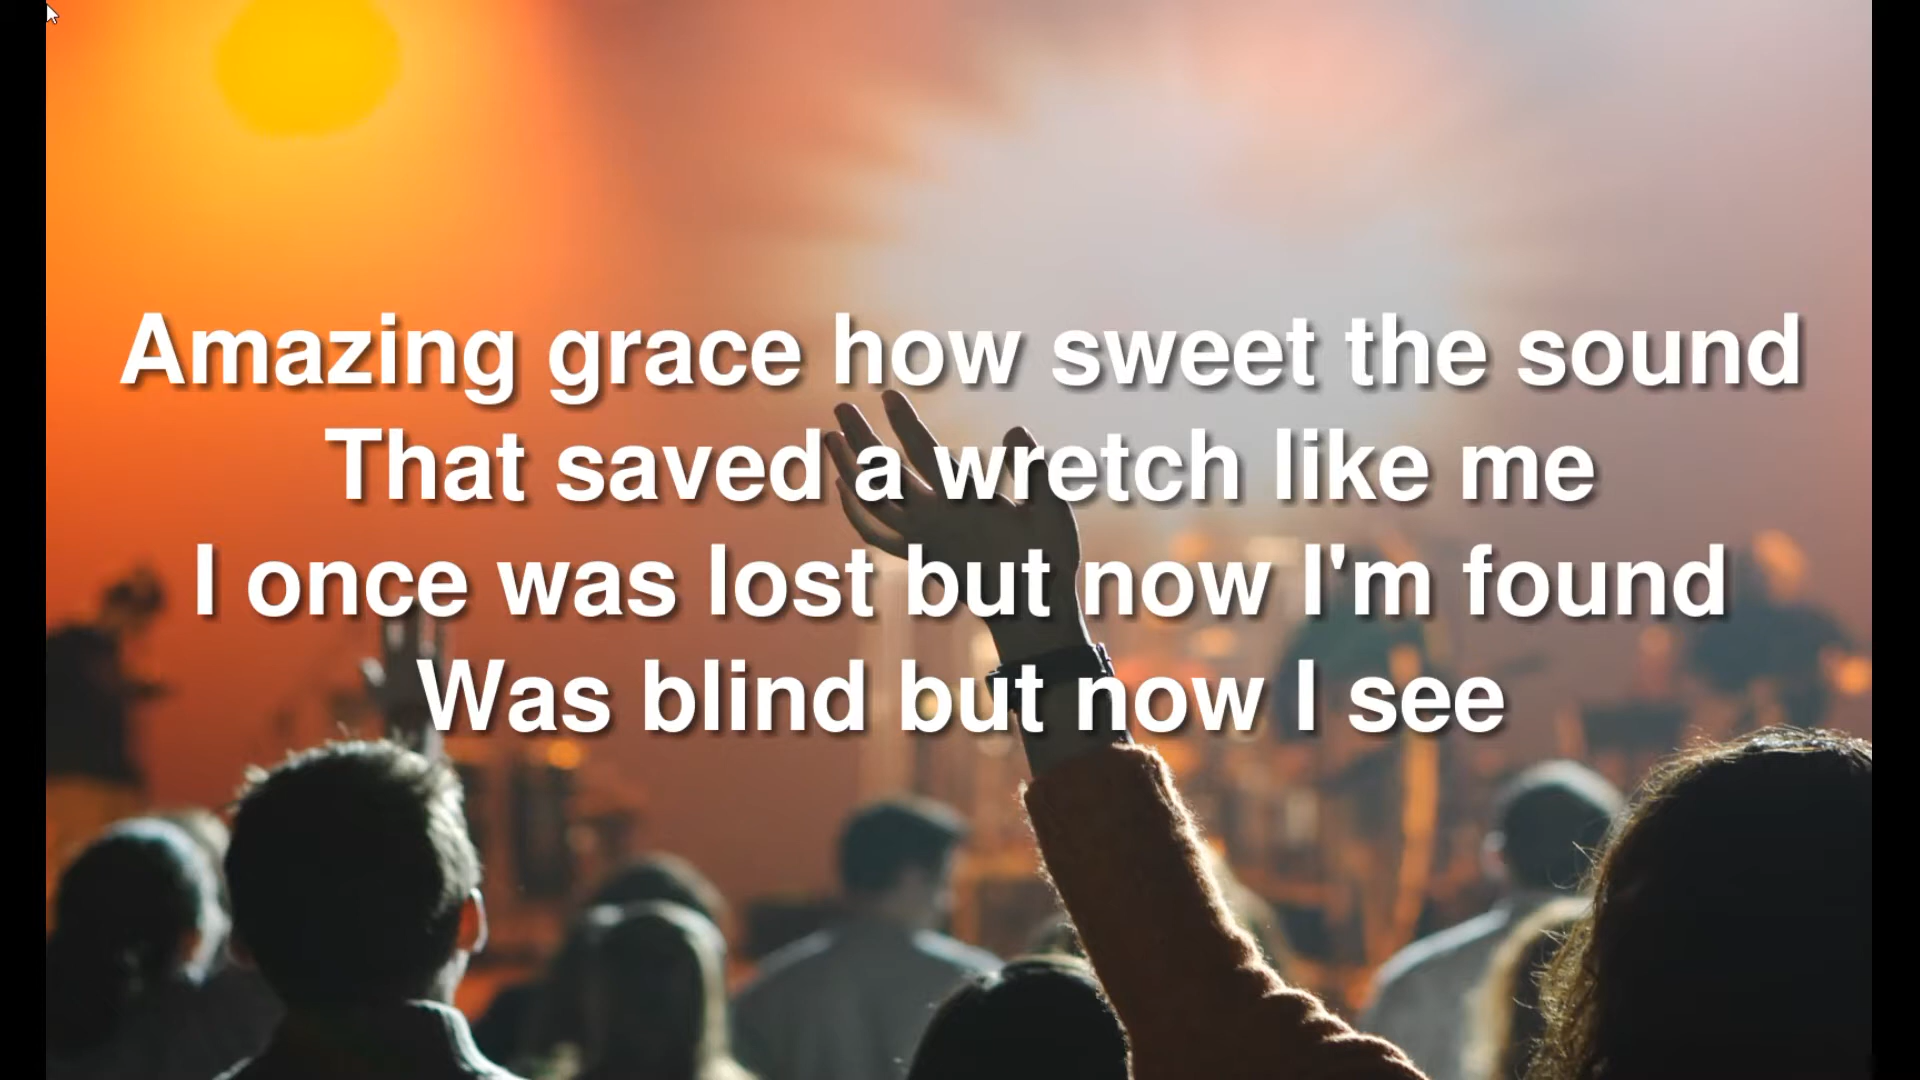 Amazing grace how sweet the sound
That saved a wretch like me
I once was lost but now I'm found
Was blind but now I see